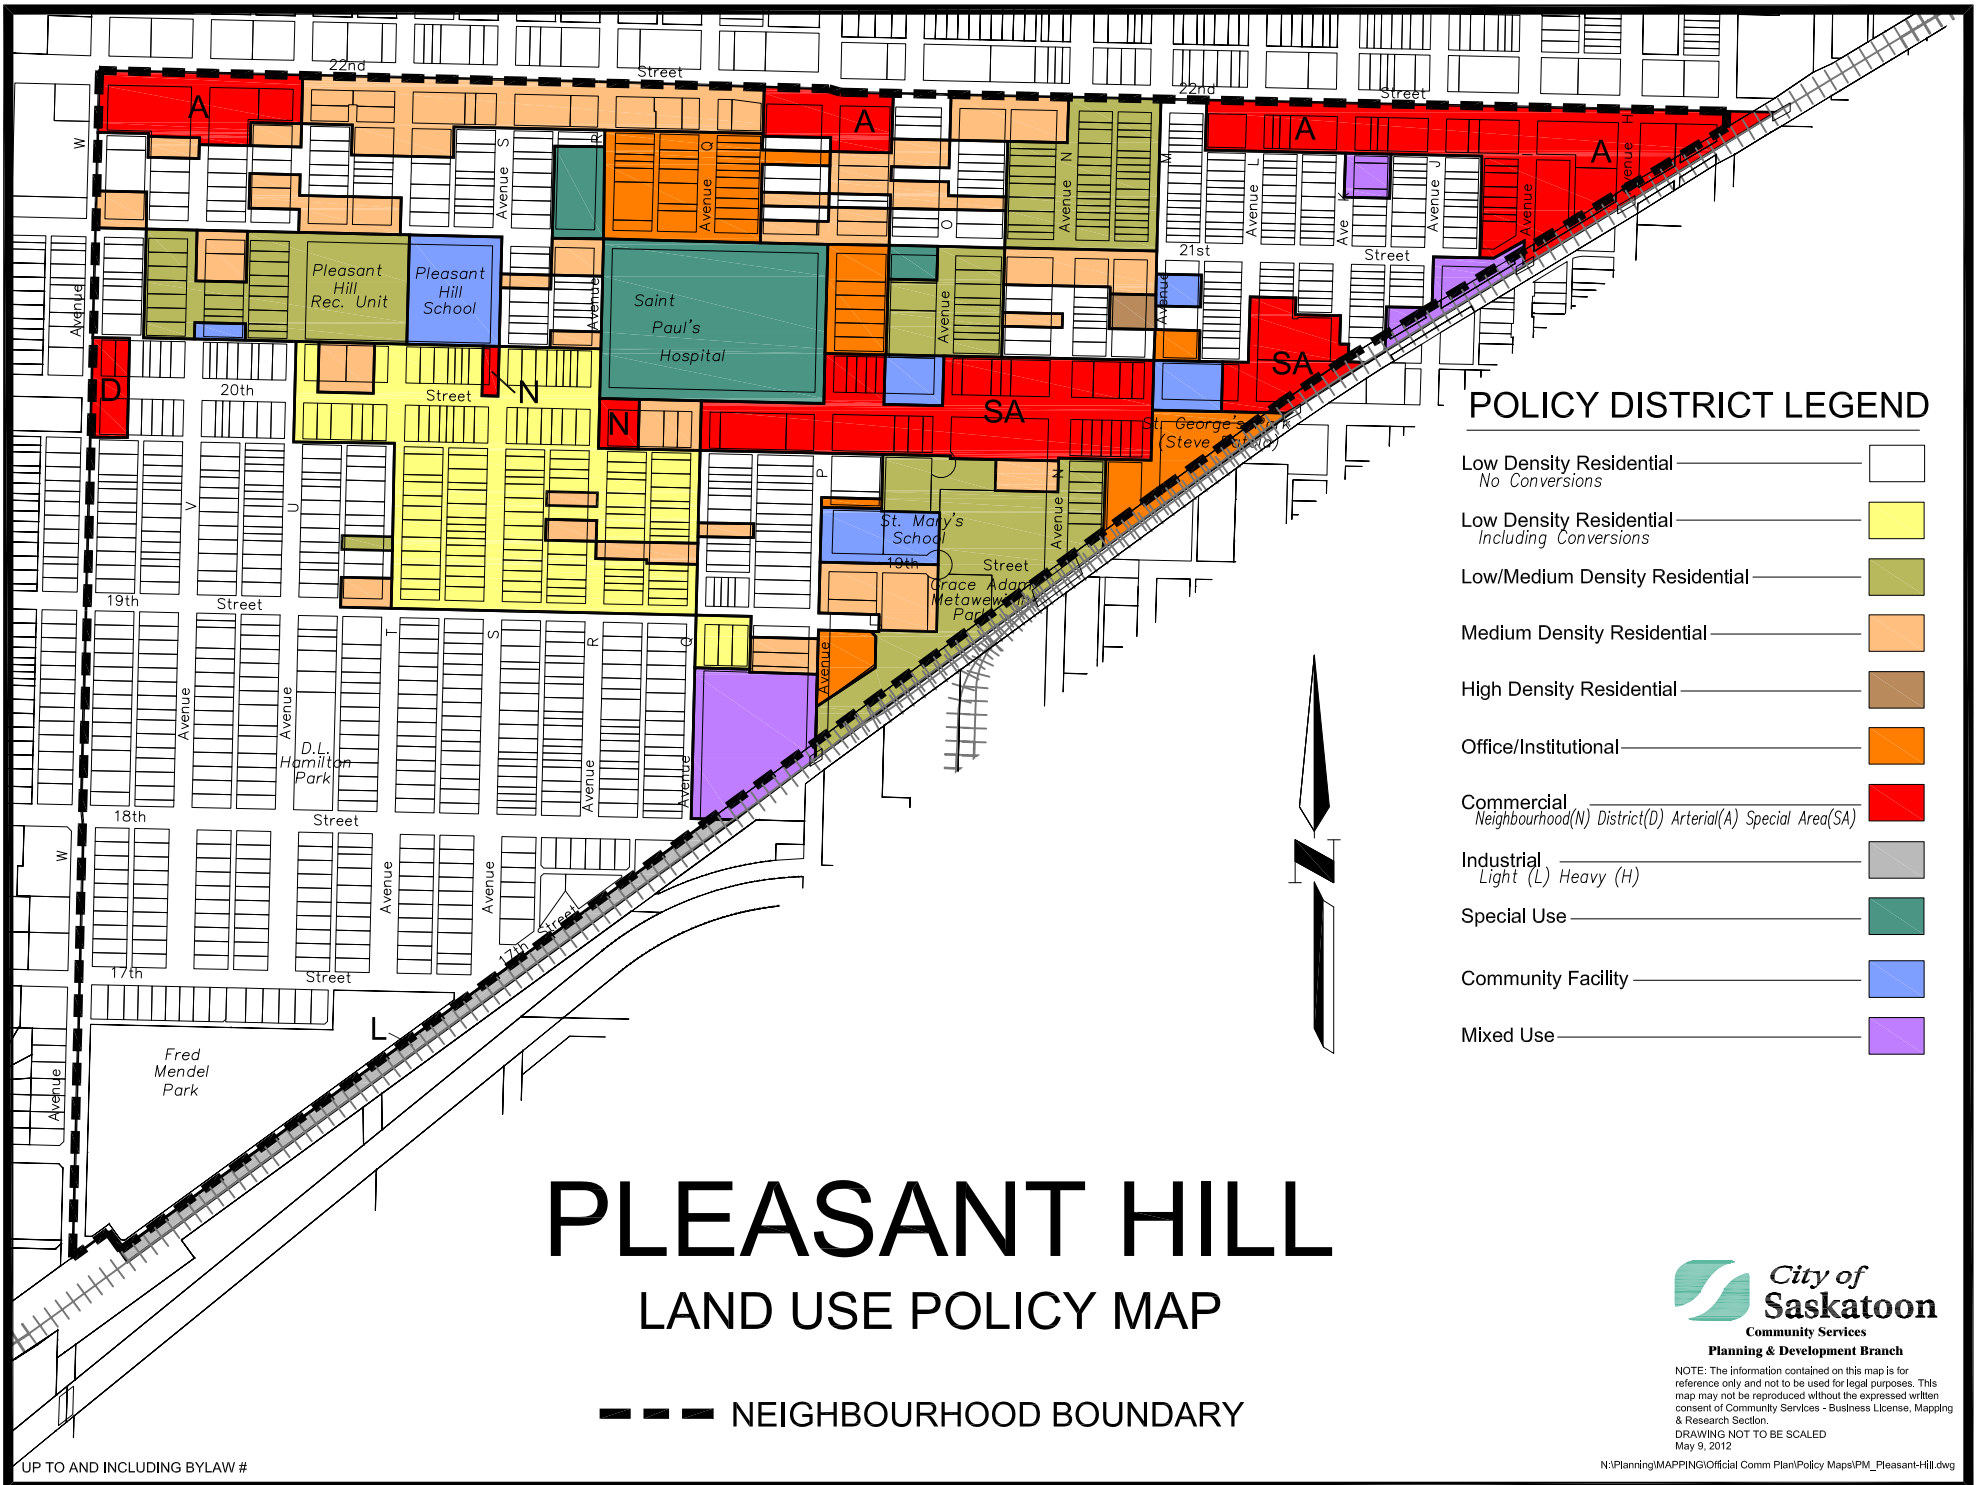 22nd
Street
22nd
Street
A
A
A
A
W
S
R
Q
N
M
L
J
H
O
Avenue
Avenue
Avenue
Avenue
Ave K
Avenue
Avenue
21st
Street
Pleasant
Hill
Rec. Unit
Pleasant
Hill
School
Saint
Paul's
Hospital
Avenue
Avenue
Avenue
Avenue
D
20th
Street
N
N
SA
SA
St. George's Park
(Steve Patola)
V
U
P
N
Avenue
St. Mary's
School
19th
Street
Grace Adam
Metawewinihk
Park
19th
Street
T
S
R
Q
Avenue
Avenue
Avenue
Avenue
Avenue
D.L.
Hamilton
Park
18th
Street
W
Avenue
Avenue
17th
Street
17th Street
L
Fred
Mendel
Park
Avenue
POLICY DISTRICT LEGEND
Low Density Residential
No Conversions
Low Density Residential
Including Conversions
Low/Medium Density Residential
Medium Density Residential
High Density Residential
Office/Institutional
Commercial
Neighbourhood(N) District(D) Arterial(A) Special Area(SA)
Industrial
Light (L) Heavy (H)
Special Use
Community Facility
Mixed Use
PLEASANT HILL
LAND USE POLICY MAP
NEIGHBOURHOOD BOUNDARY
City of
Saskatoon
Community Services
Planning & Development Branch
NOTE: The information contained on this map is for
reference only and not to be used for legal purposes. This
map may not be reproduced without the expressed written
consent of Community Services - Business License, Mapping
& Research Section.
DRAWING NOT TO BE SCALED
May 9, 2012
UP TO AND INCLUDING BYLAW #
N:\Planning\MAPPING\Official Comm Plan\Policy Maps\PM_Pleasant-Hill.dwg